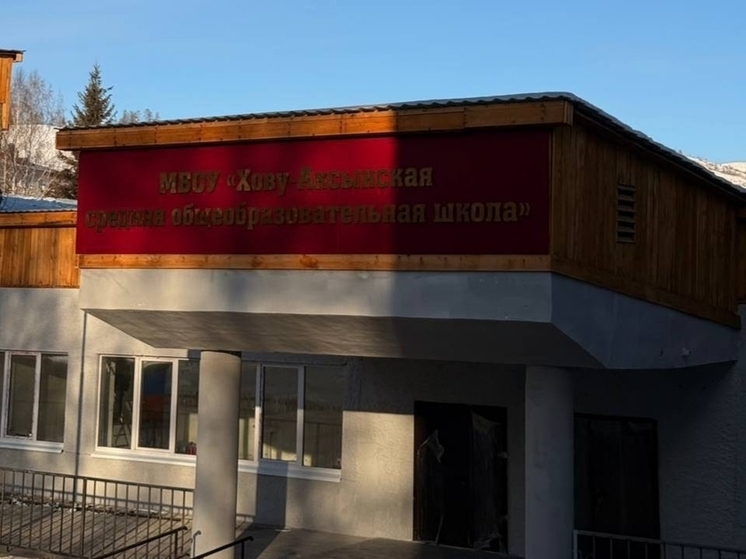 МБОУ «Хову-Аксынская
средняя общеобразовательная школа»